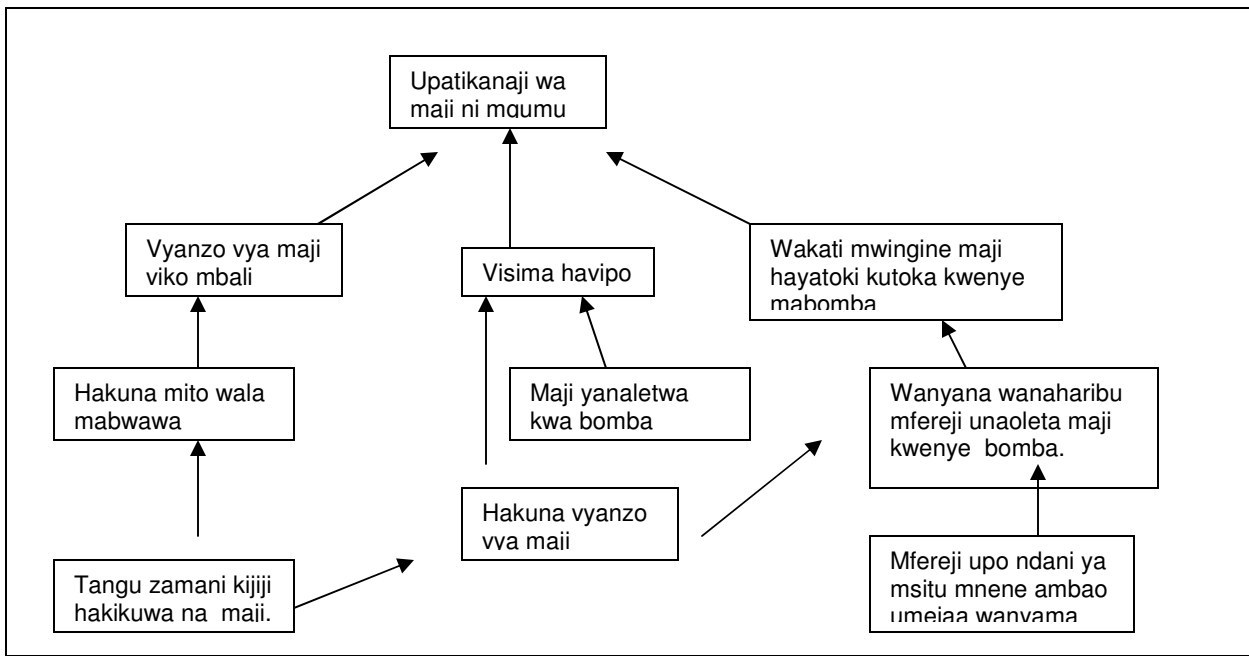 Upatikanaji wa
maji ni mgumu
Vyanzo vya maji
viko mbali
Visima havipo
Wakati mwingine maji
hayatoki kutoka kwenye
mabomba
Hakuna mito wala
mabwawa
Maji yanaletwa
kwa bomba
Wanyana wanaharibu
mfereji unaoleta maji
kwenye bomba.
Hakuna vyanzo
vya maji
Tangu zamani kijiji
hakikuwa na maji.
Mfereji upo ndani ya
msitu mnene ambao
umejaa wanyama